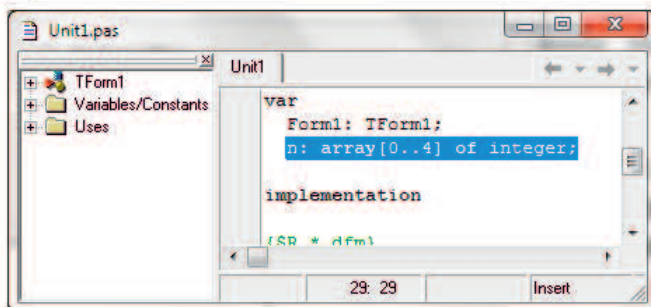 Unit1.pas
TForm1
Variables/Constants
Uses
Unit1
var
Form1: TForm1;
n: array[0..4] of integer;
implementation
{$R *.dfm}
29: 29
Insert